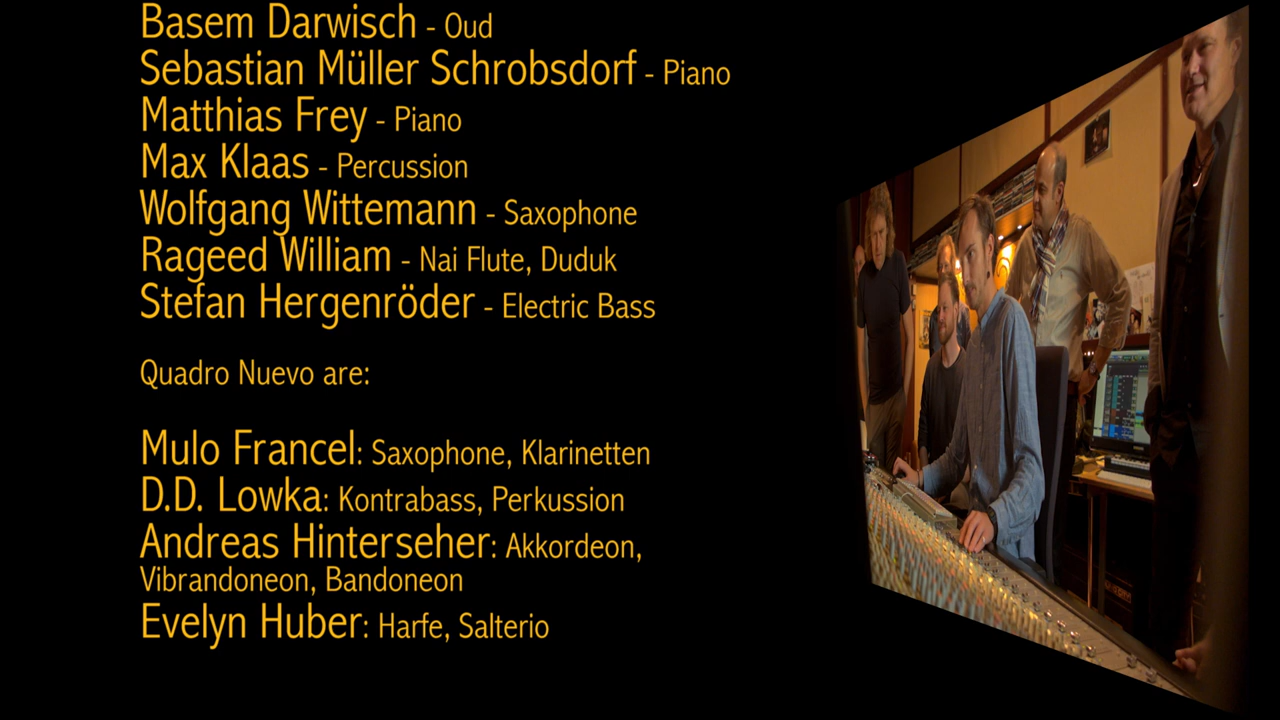 Basem Darwisch - Oud
Sebastian Müller Schrobsdorf - Piano
Matthias Frey - Piano
Max Klaas - Percussion
Wolfgang Wittemann - Saxophone
Rageed William - Nai Flute, Duduk
Stefan Hergenröder - Electric Bass
Quadro Nuevo are:
Mulo Francel: Saxophone, Klarinetten
D.D. Lowka: Kontrabass, Perkussion
Andreas Hinterseher: Akkordeon,
Vibrandoneon, Bandoneon
Evelyn Huber: Harfe, Salterio